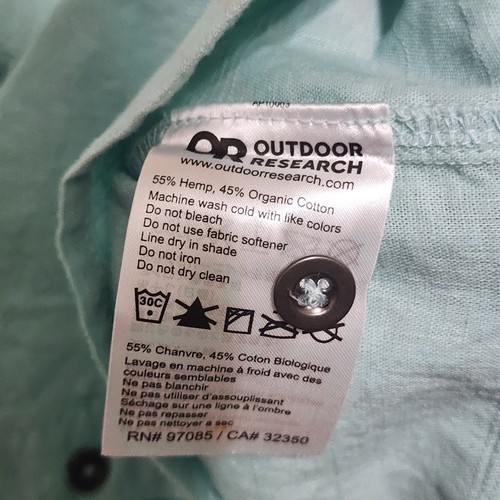 OR OUTDOOR
RESEARCH
www.outdoorresearch.com
55% Hemp, 45% Organic Cotton
Machine wash cold with like colors
Do not bleach
Do not use fabric softener
Line dry in shade
Do not iron
Do not dry clean
30C
55% Chanvre, 45% Coton Biologique
Lavage en machine à froid avec des
couleurs semblables
Ne pas blanchir
Ne pas utiliser d'assouplissant
Séchage sur une ligne à l'ombre
Ne pas repasser
Ne pas nettoyer a sec
RN# 97085 / CA# 32350